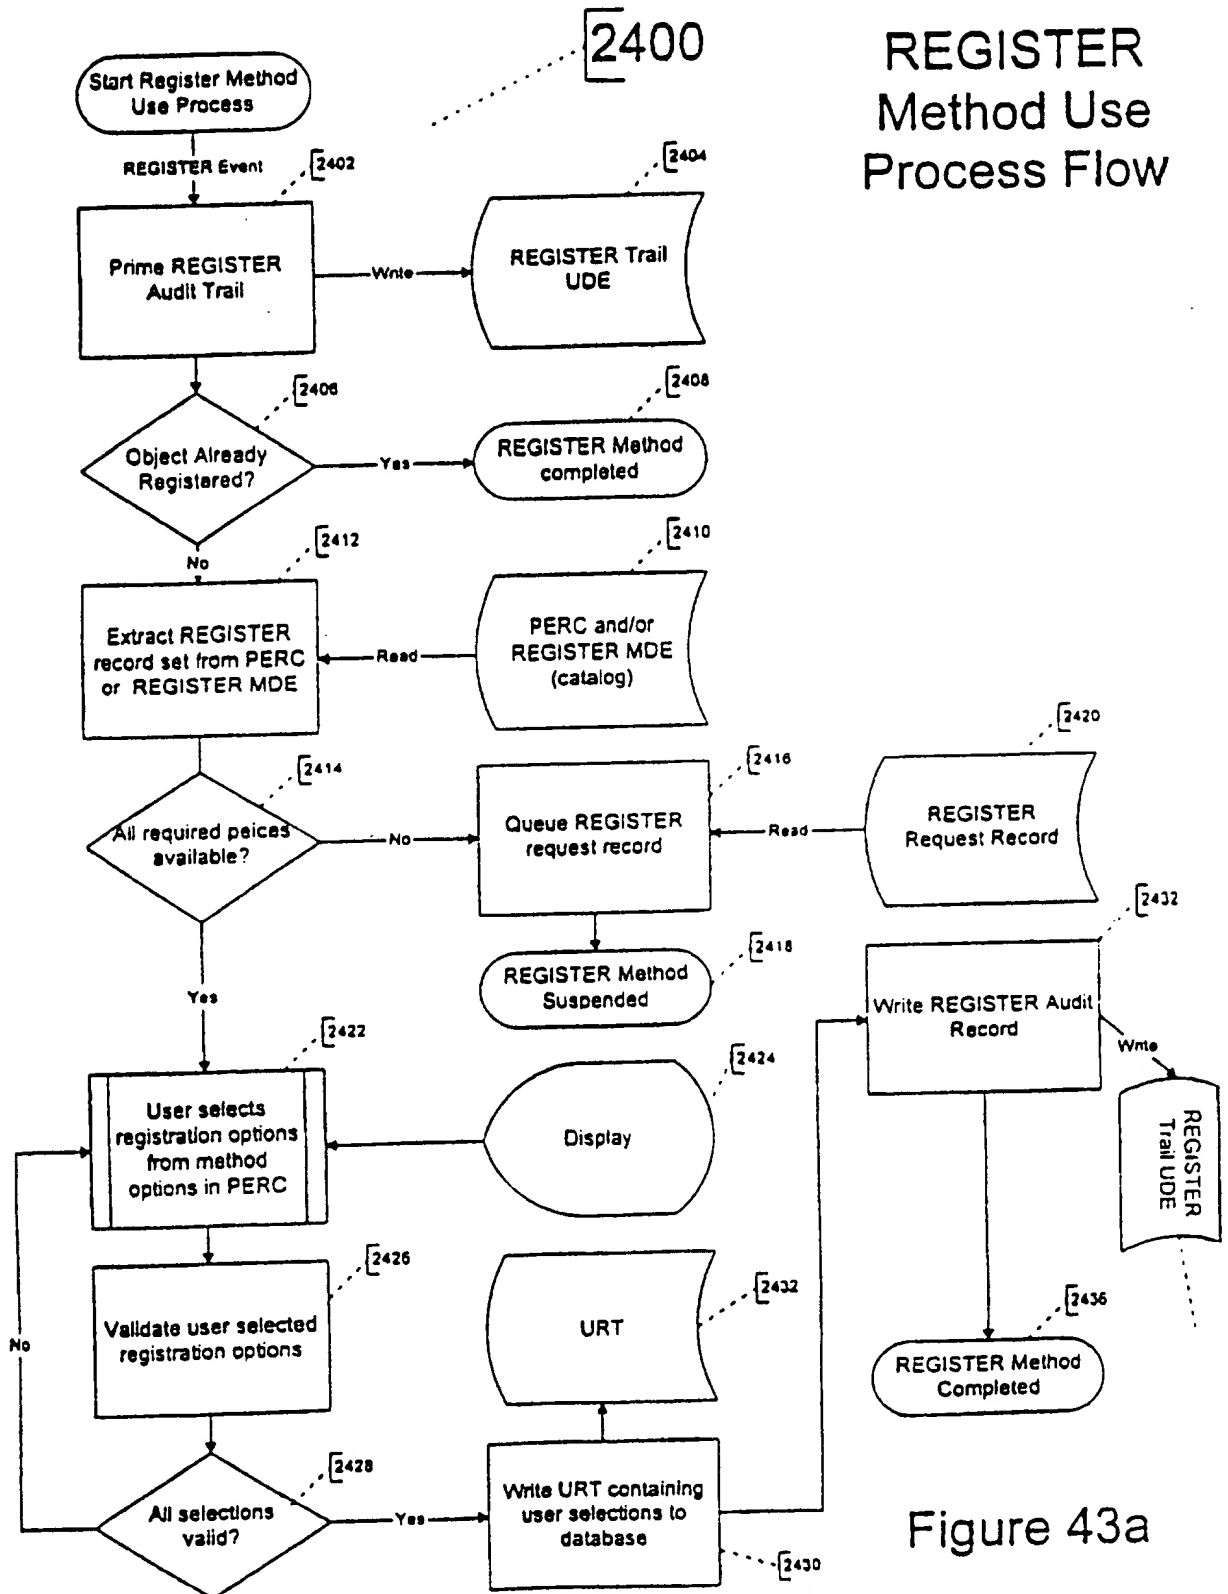 2400
REGISTER
Method Use
Process Flow
Start Register Method
Use Process
REGISTER Event
2402
2404
Prime REGISTER
Audit Trail
Write
REGISTER Trail
UDE
2406
2408
Object Already
Registered?
Yes
REGISTER Method
completed
No
2412
2410
Extract REGISTER
record set from PERC
or REGISTER MDE
Read
PERC and/or
REGISTER MDE
(catalog)
2414
2416
2420
All required peices
available?
No
Queue REGISTER
request record
Read
REGISTER
Request Record
2418
REGISTER Method
Suspended
2432
Write REGISTER Audit
Record
Write
REGISTER
Trail UDE
Yes
2422
2424
User selects
registration options
from method
options in PERC
Display
2426
2432
Validate user selected
registration options
URT
No
2436
REGISTER Method
Completed
2428
All selections
valid?
Yes
Write URT containing
user selections to
database
2430
Figure 43a